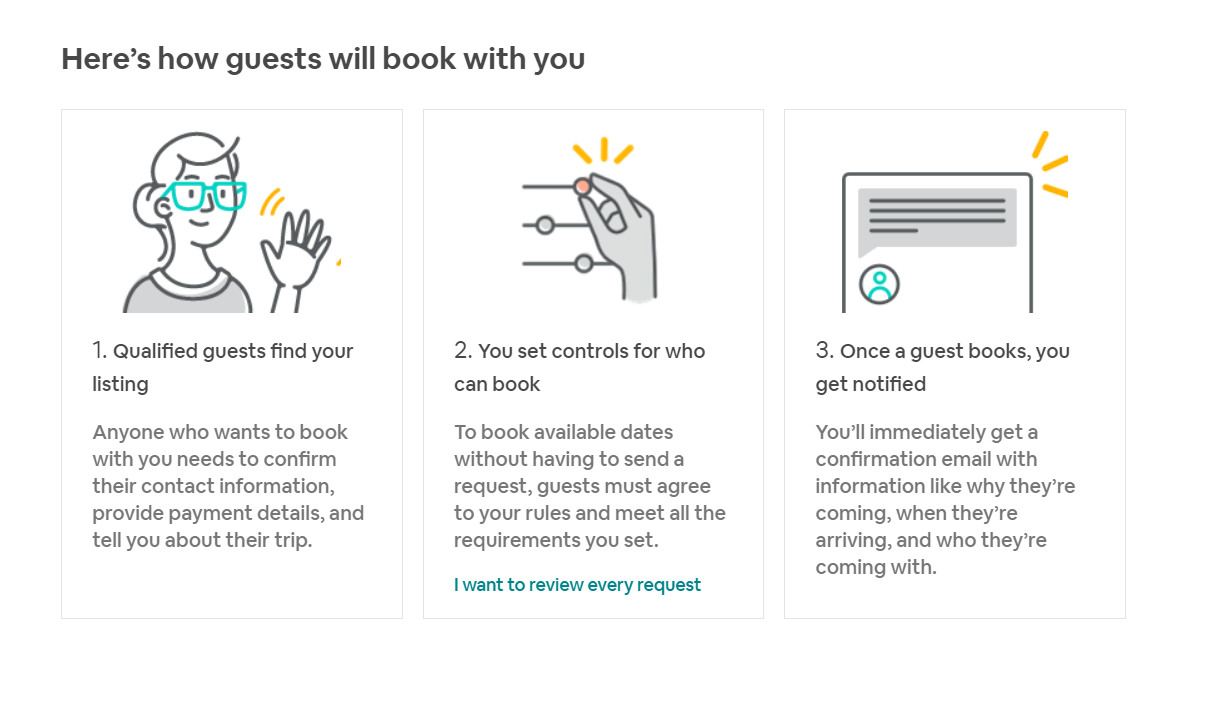 Here’s how guests will book with you
1. Qualified guests find your
listing
Anyone who wants to book
with you needs to confirm
their contact information,
provide payment details, and
tell you about their trip.
2. You set controls for who
can book
To book available dates
without having to send a
request, guests must agree
to your rules and meet all the
requirements you set.
I want to review every request
3. Once a guest books, you
get notified
You’ll immediately get a
confirmation email with
information like why they’re
coming, when they’re
arriving, and who they’re
coming with.